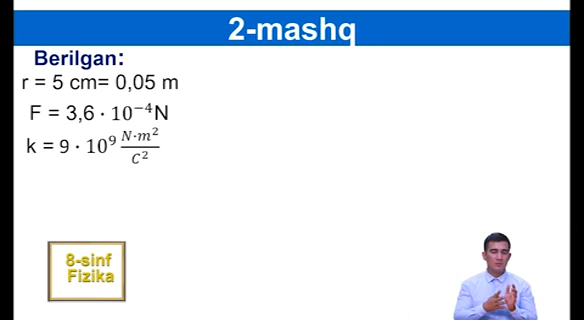 2-mashq
Berilgan:
r = 5 cm= 0,05 m
F = 3,6 · 10⁻⁴N
k = 9 · 10⁹ N·m²/C²
8-sinf
Fizika